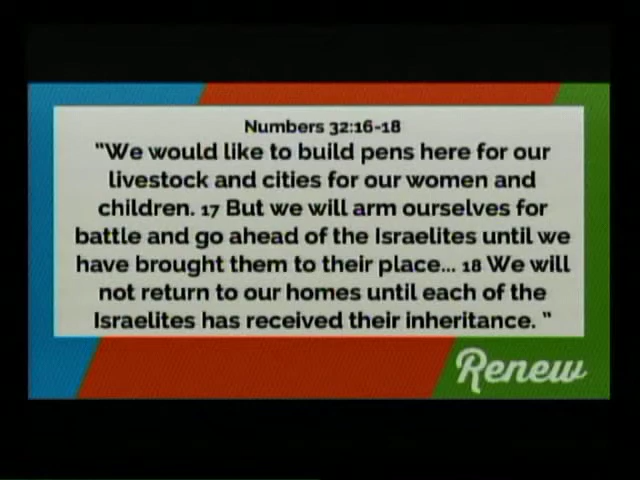 Numbers 32:16-18
"We would like to build pens here for our
livestock and cities for our women and
children. 17 But we will arm ourselves for
battle and go ahead of the Israelites until we
have brought them to their place... 18 We will
not return to our homes until each of the
Israelites has received their inheritance. "
Renew